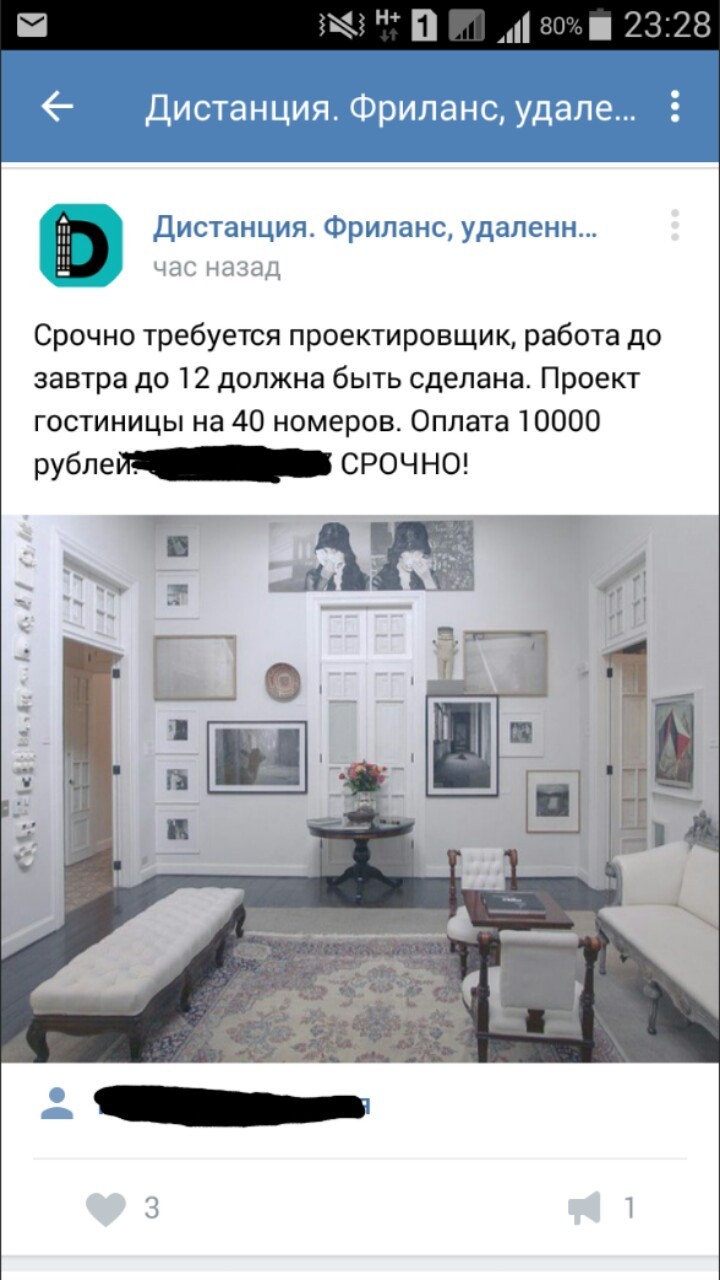 H+ 1 80% 23:28
Дистанция. Фриланс, удале...
D
Дистанция. Фриланс, удаленн...
час назад
Срочно требуется проектировщик, работа до
завтра до 12 должна быть сделана. Проект
гостиницы на 40 номеров. Оплата 10000
рублей. СРОЧНО!
3 1